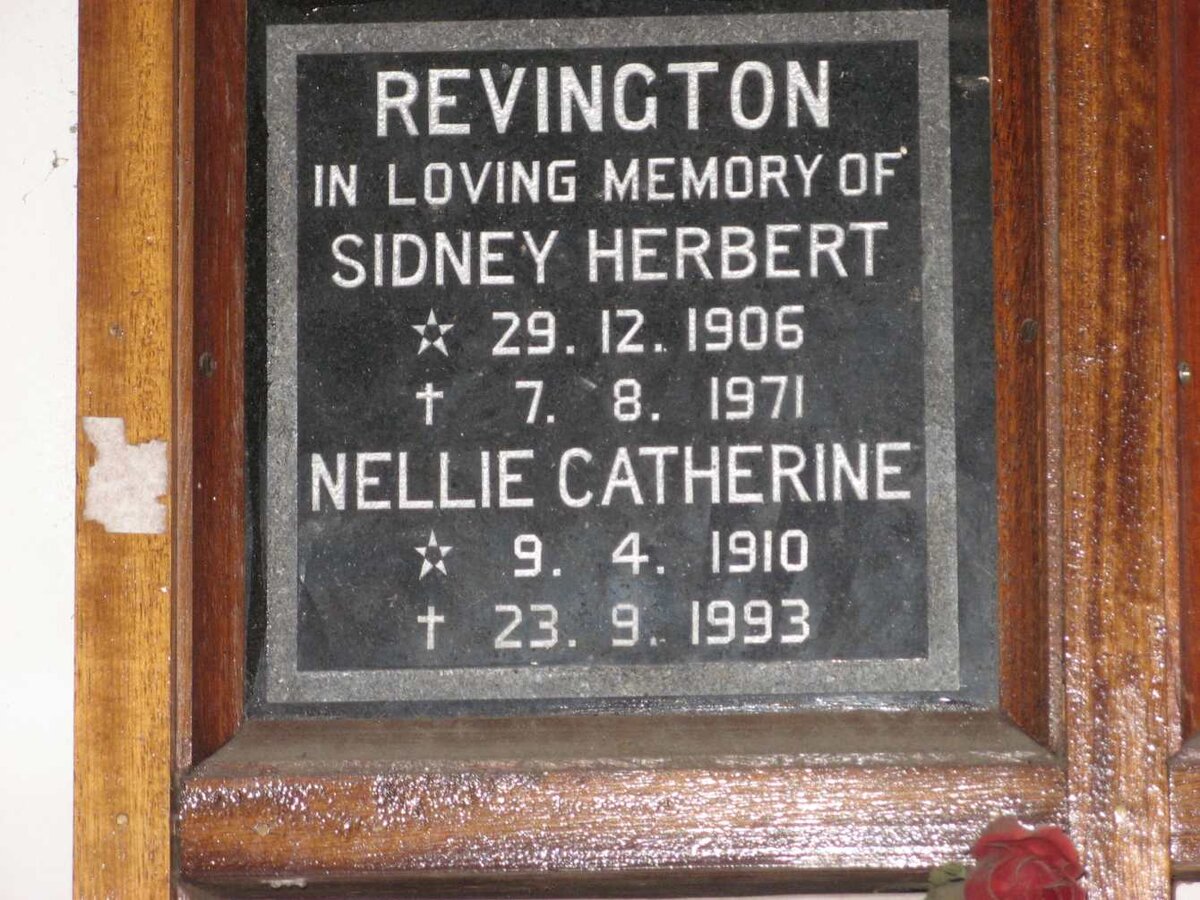 REVINGTON
IN LOVING MEMORY OF
SIDNEY HERBERT
☆ 29. 12. 1906
† 7. 8. 1971
NELLIE CATHERINE
☆ 9. 4. 1910
† 23. 9. 1993